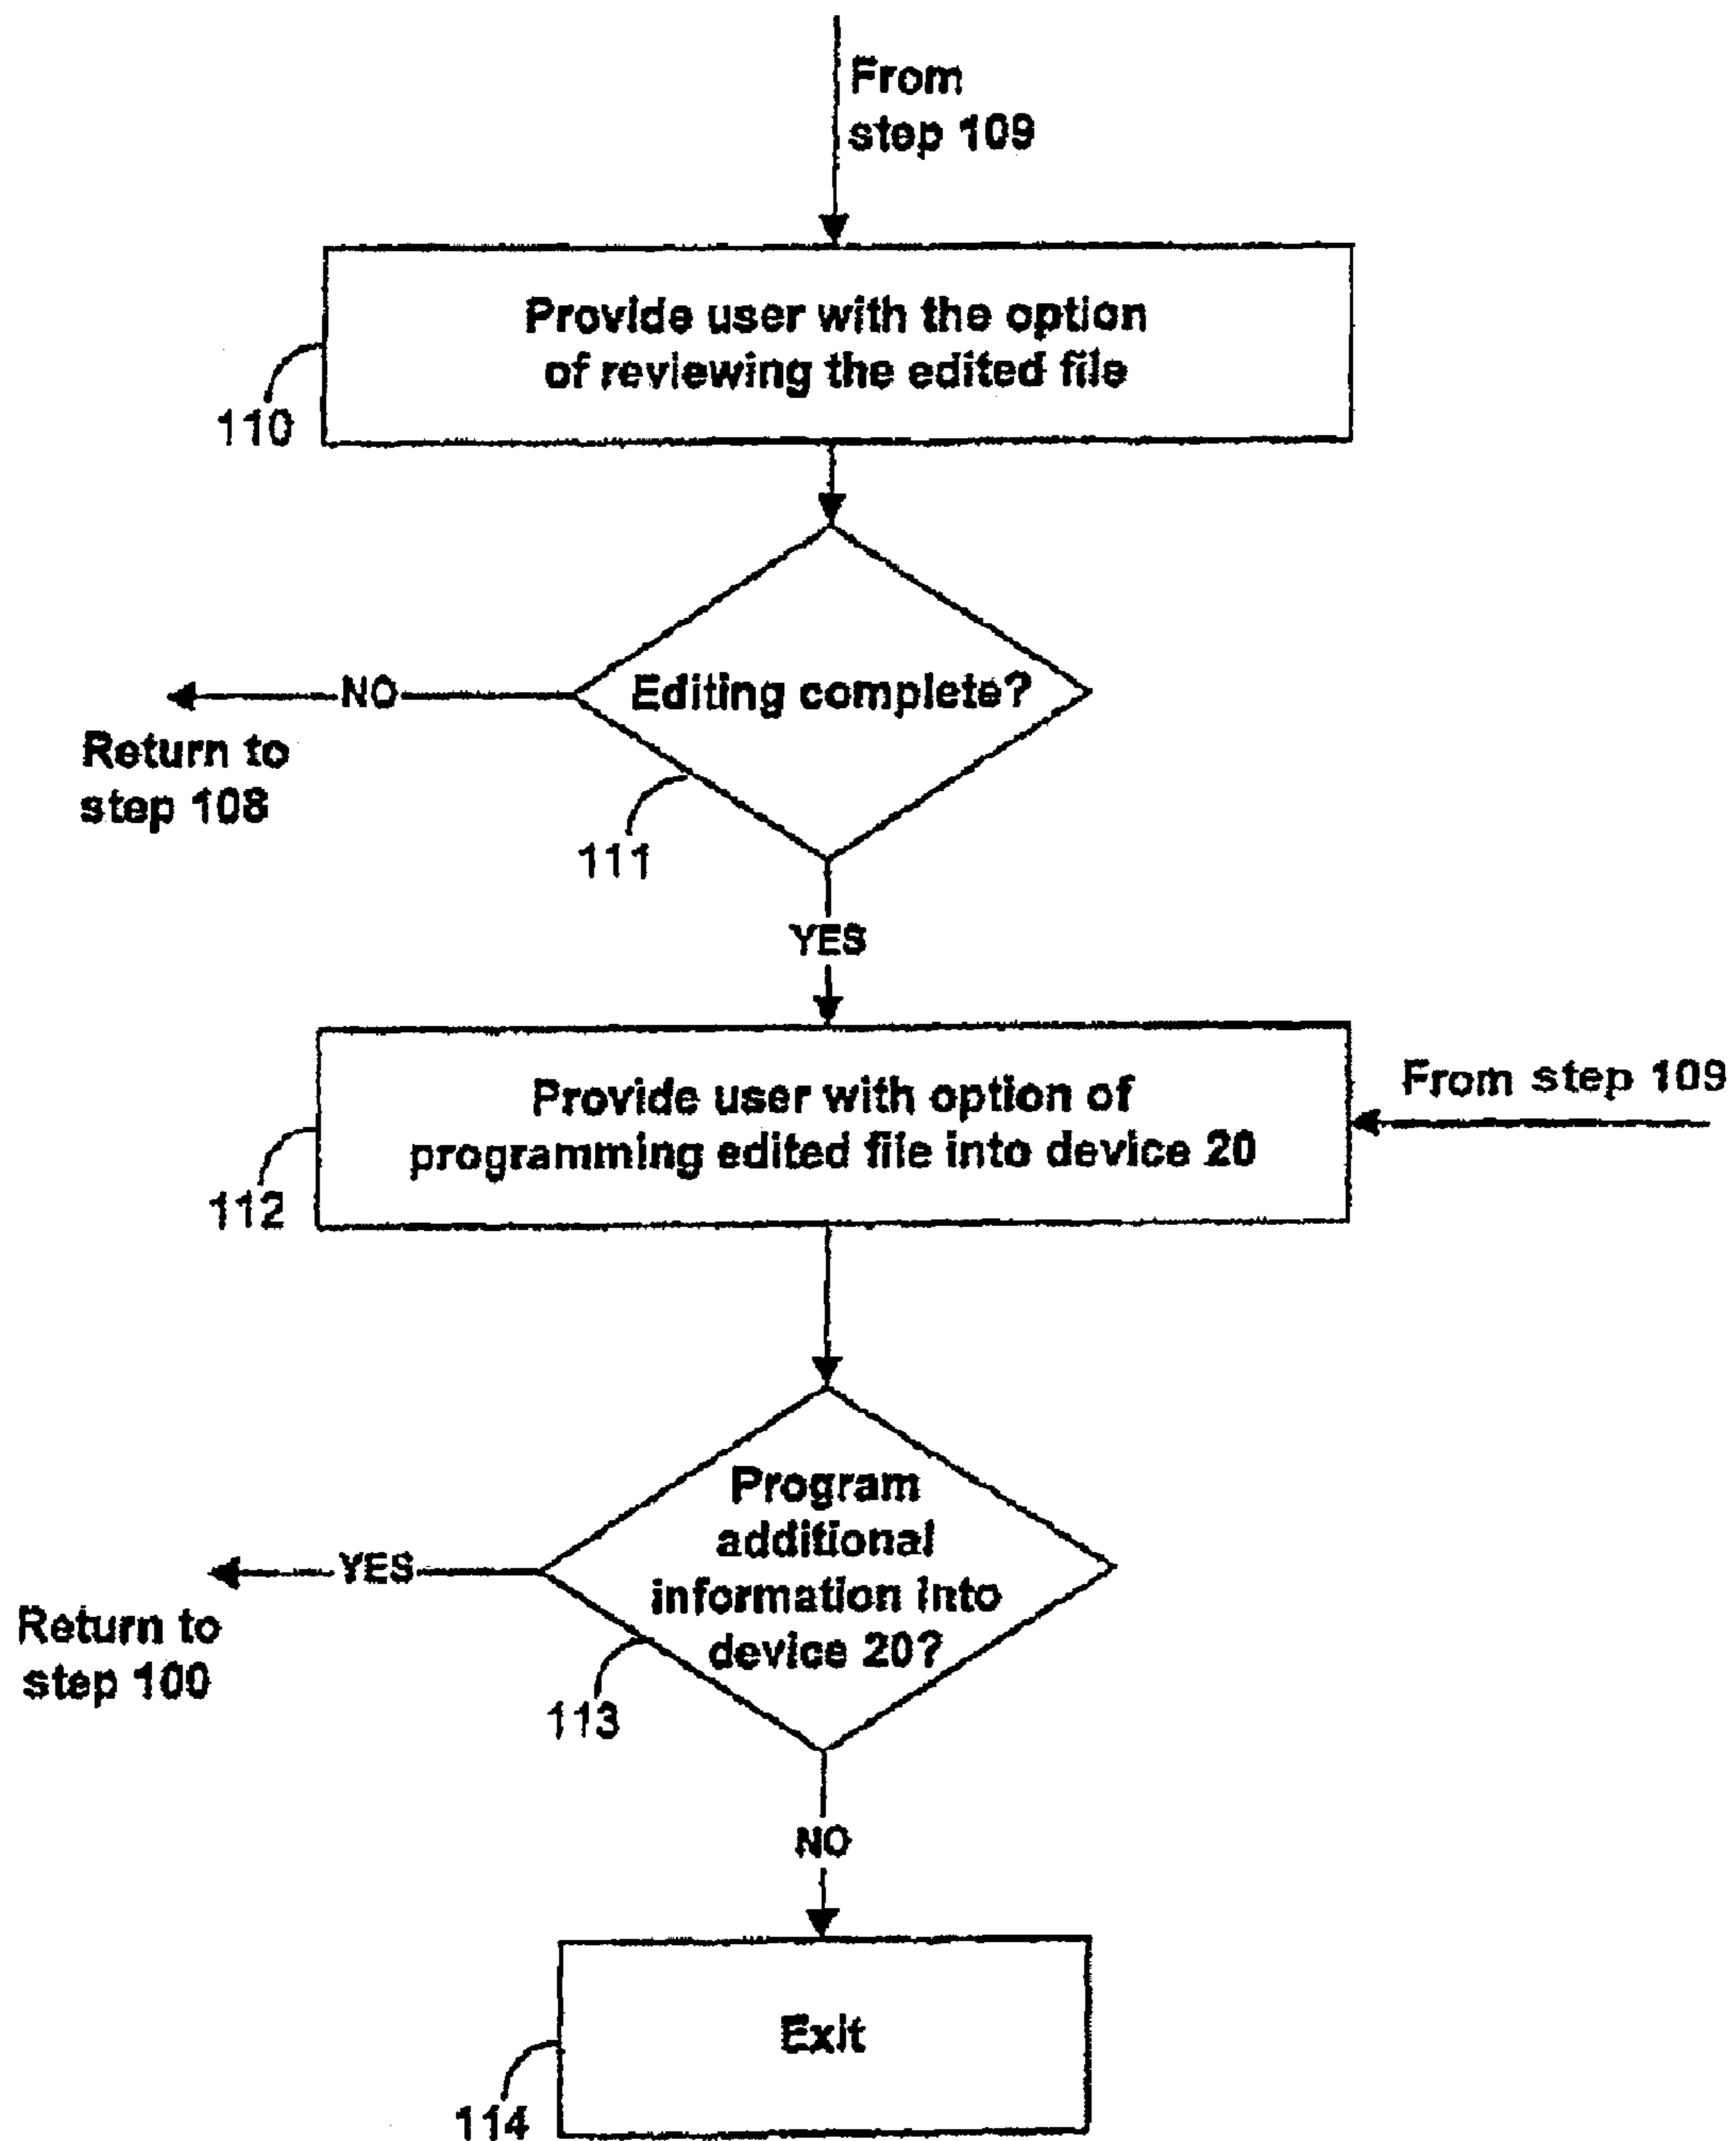 From
step 109
Provide user with the option
of reviewing the edited file
110
Editing complete?
NO
Return to
step 108
111
YES
Provide user with option of
programming edited file into device 20
From step 109
112
Program
additional
information into
device 20?
YES
Return to
step 100
113
NO
Exit
114